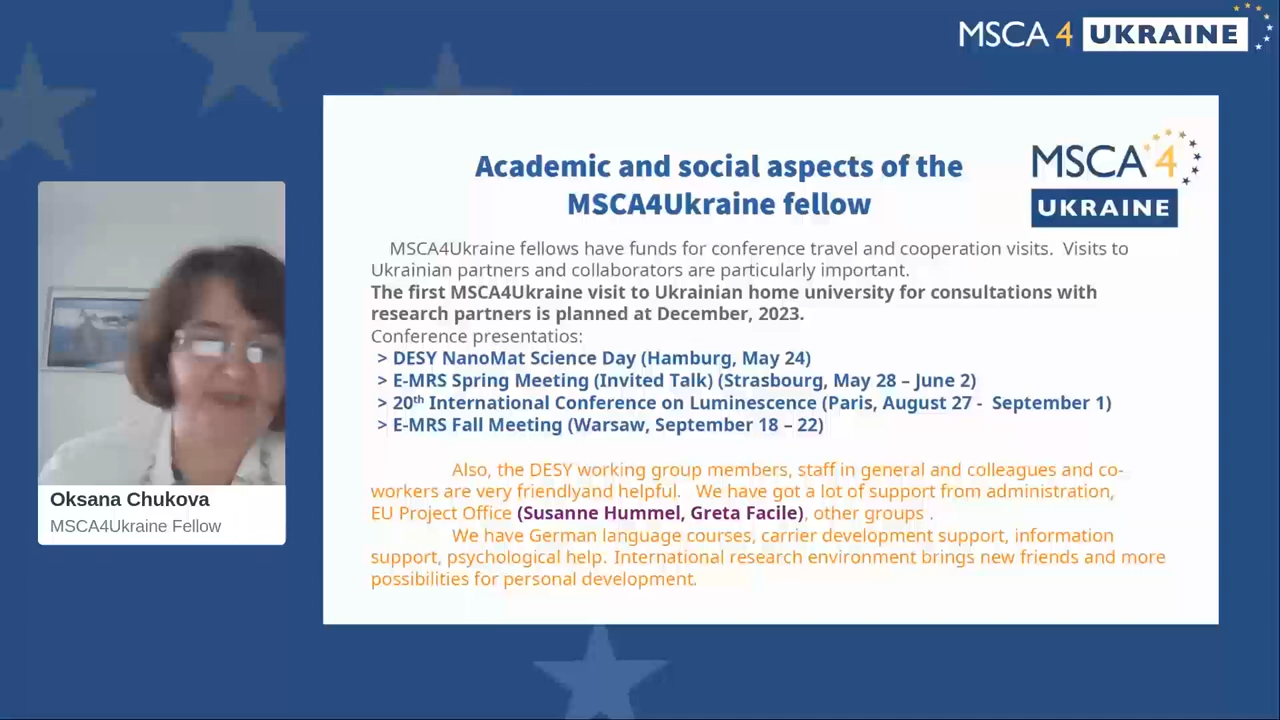 MSCA 4 UKRAINE
Academic and social aspects of the
MSCA4Ukraine fellow
MSCA 4
UKRAINE
MSCA4Ukraine fellows have funds for conference travel and cooperation visits. Visits to
Ukrainian partners and collaborators are particularly important.
The first MSCA4Ukraine visit to Ukrainian home university for consultations with
research partners is planned at December, 2023.
Conference presentatios:
> DESY NanoMat Science Day (Hamburg, May 24)
> E-MRS Spring Meeting (Invited Talk) (Strasbourg, May 28 – June 2)
> 20th International Conference on Luminescence (Paris, August 27 - September 1)
> E-MRS Fall Meeting (Warsaw, September 18 – 22)
Also, the DESY working group members, staff in general and colleagues and co-
workers are very friendlyand helpful. We have got a lot of support from administration,
EU Project Office (Susanne Hummel, Greta Facile), other groups .
We have German language courses, carrier development support, information
support, psychological help. International research environment brings new friends and more
possibilities for personal development.
Oksana Chukova
MSCA4Ukraine Fellow